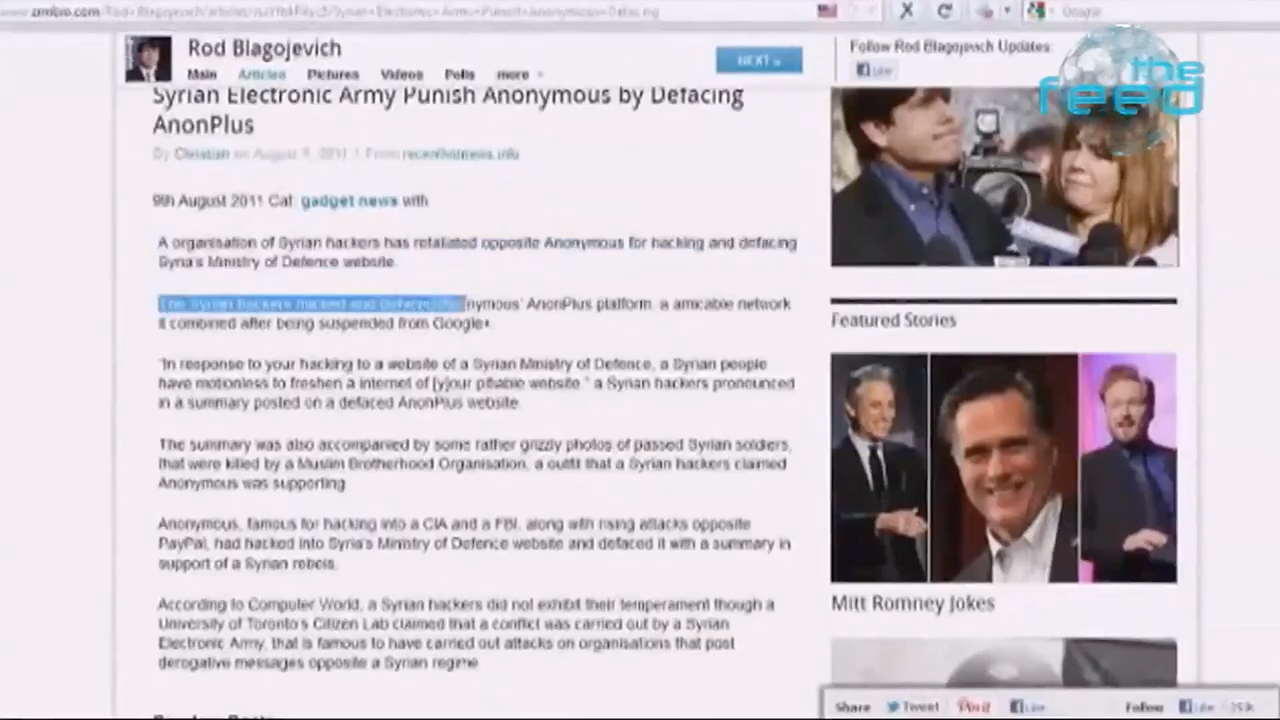 www.zimbio.com
Google
Rod Blagojevich
Main Articles Pictures Videos Polls more
NEXT »
Follow Rod Blagojevich Updates:
Like
the
feed
Syrian Electronic Army Punish Anonymous by Defacing
AnonPlus
By Christian on August 9, 2011 | From recenthotnews.info
9th August 2011 Cat: gadget news with
A organisation of Syrian hackers has retaliated opposite Anonymous for hacking and defacing
Syria's Ministry of Defence website.
The Syrian hackers hacked and defaced nymous' AnonPlus platform, a amicable network
it combined after being suspended from Google+.
"In response to your hacking to a website of a Syrian Ministry of Defence, a Syrian people
have motionless to freshen a internet of [y]our pitiable website," a Syrian hackers pronounced
in a summary posted on a defaced AnonPlus website.
The summary was also accompanied by some rather grizzly photos of passed Syrian soldiers,
that were killed by a Muslim Brotherhood Organisation, a outfit that a Syrian hackers claimed
Anonymous was supporting
Anonymous, famous for hacking into a CIA and a FBI, along with rising attacks opposite
PayPal, had hacked into Syria's Ministry of Defence website and defaced it with a summary in
support of a Syrian rebels.
According to Computer World, a Syrian hackers did not exhibit their temperament though a
University of Toronto's Citizen Lab claimed that a conflict was carried out by a Syrian
Electronic Army, that is famous to have carried out attacks on organisations that post
derogative messages opposite a Syrian regime
Featured Stories
Mitt Romney Jokes
Share Tweet Pin it Like Follow Like